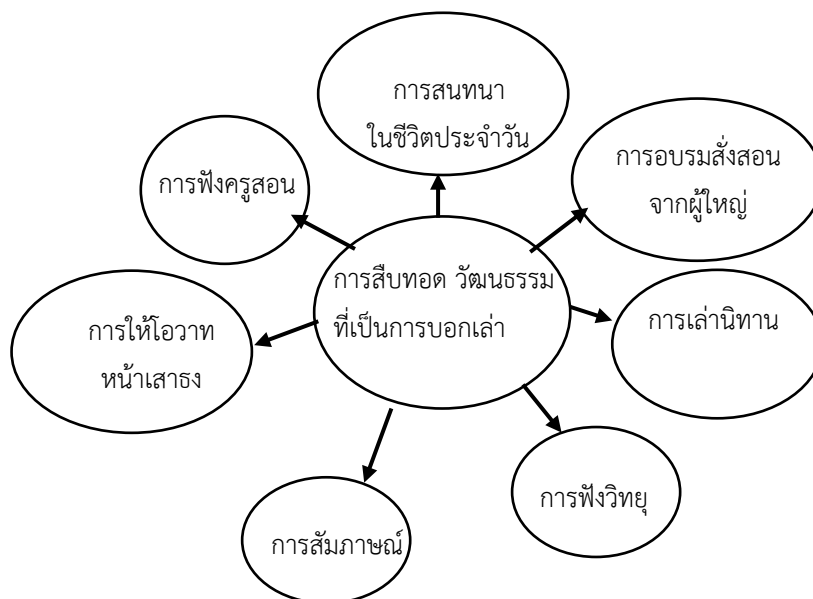 การสนทนา
ในชีวิตประจำวัน
การอบรมสั่งสอน
จากผู้ใหญ่
การฟังครูสอน
การสืบทอด วัฒนธรรม
ที่เป็นการบอกเล่า
การเล่านิทาน
การให้โอวาท
หน้าเสาธง
การฟังวิทยุ
การสัมภาษณ์